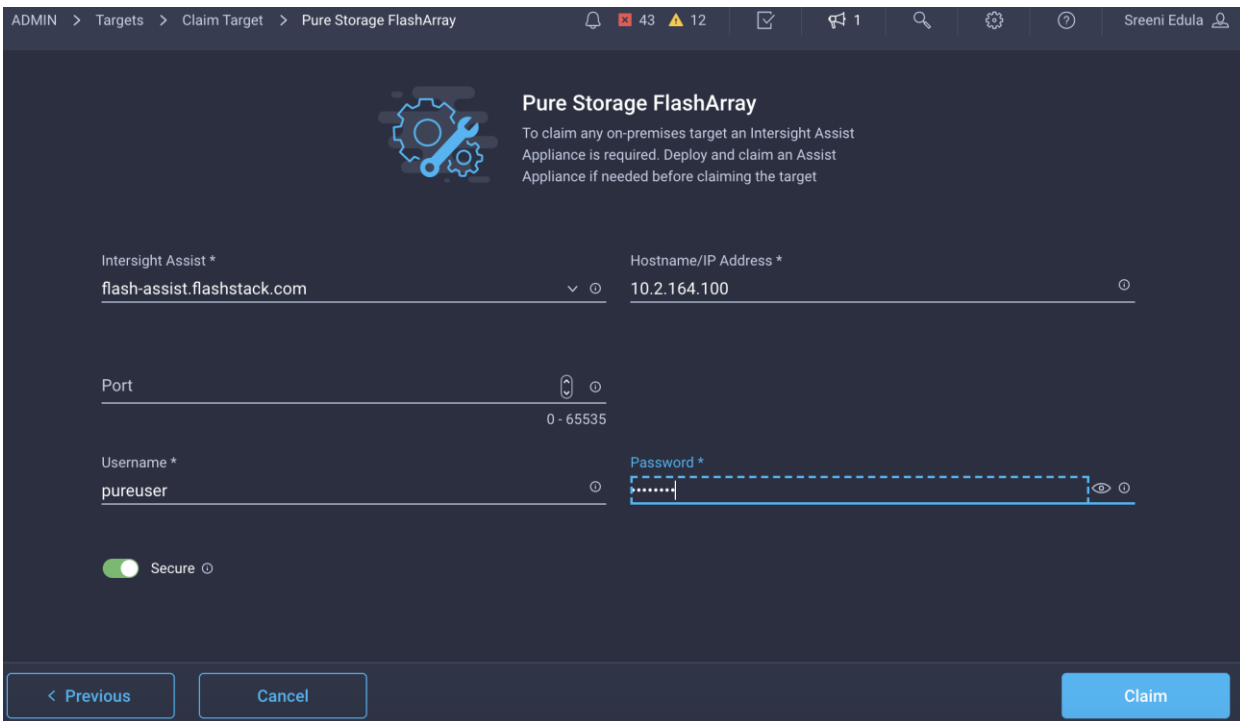 ADMIN > Targets > Claim Target > Pure Storage FlashArray 43 12 1 Sreeni Edula
Pure Storage FlashArray
To claim any on-premises target an Intersight Assist
Appliance is required. Deploy and claim an Assist
Appliance if needed before claiming the target
Intersight Assist * Hostname/IP Address *
flash-assist.flashstack.com 10.2.164.100
Port
0 - 65535
Username * Password *
pureuser ••••••••
Secure
< Previous Cancel Claim